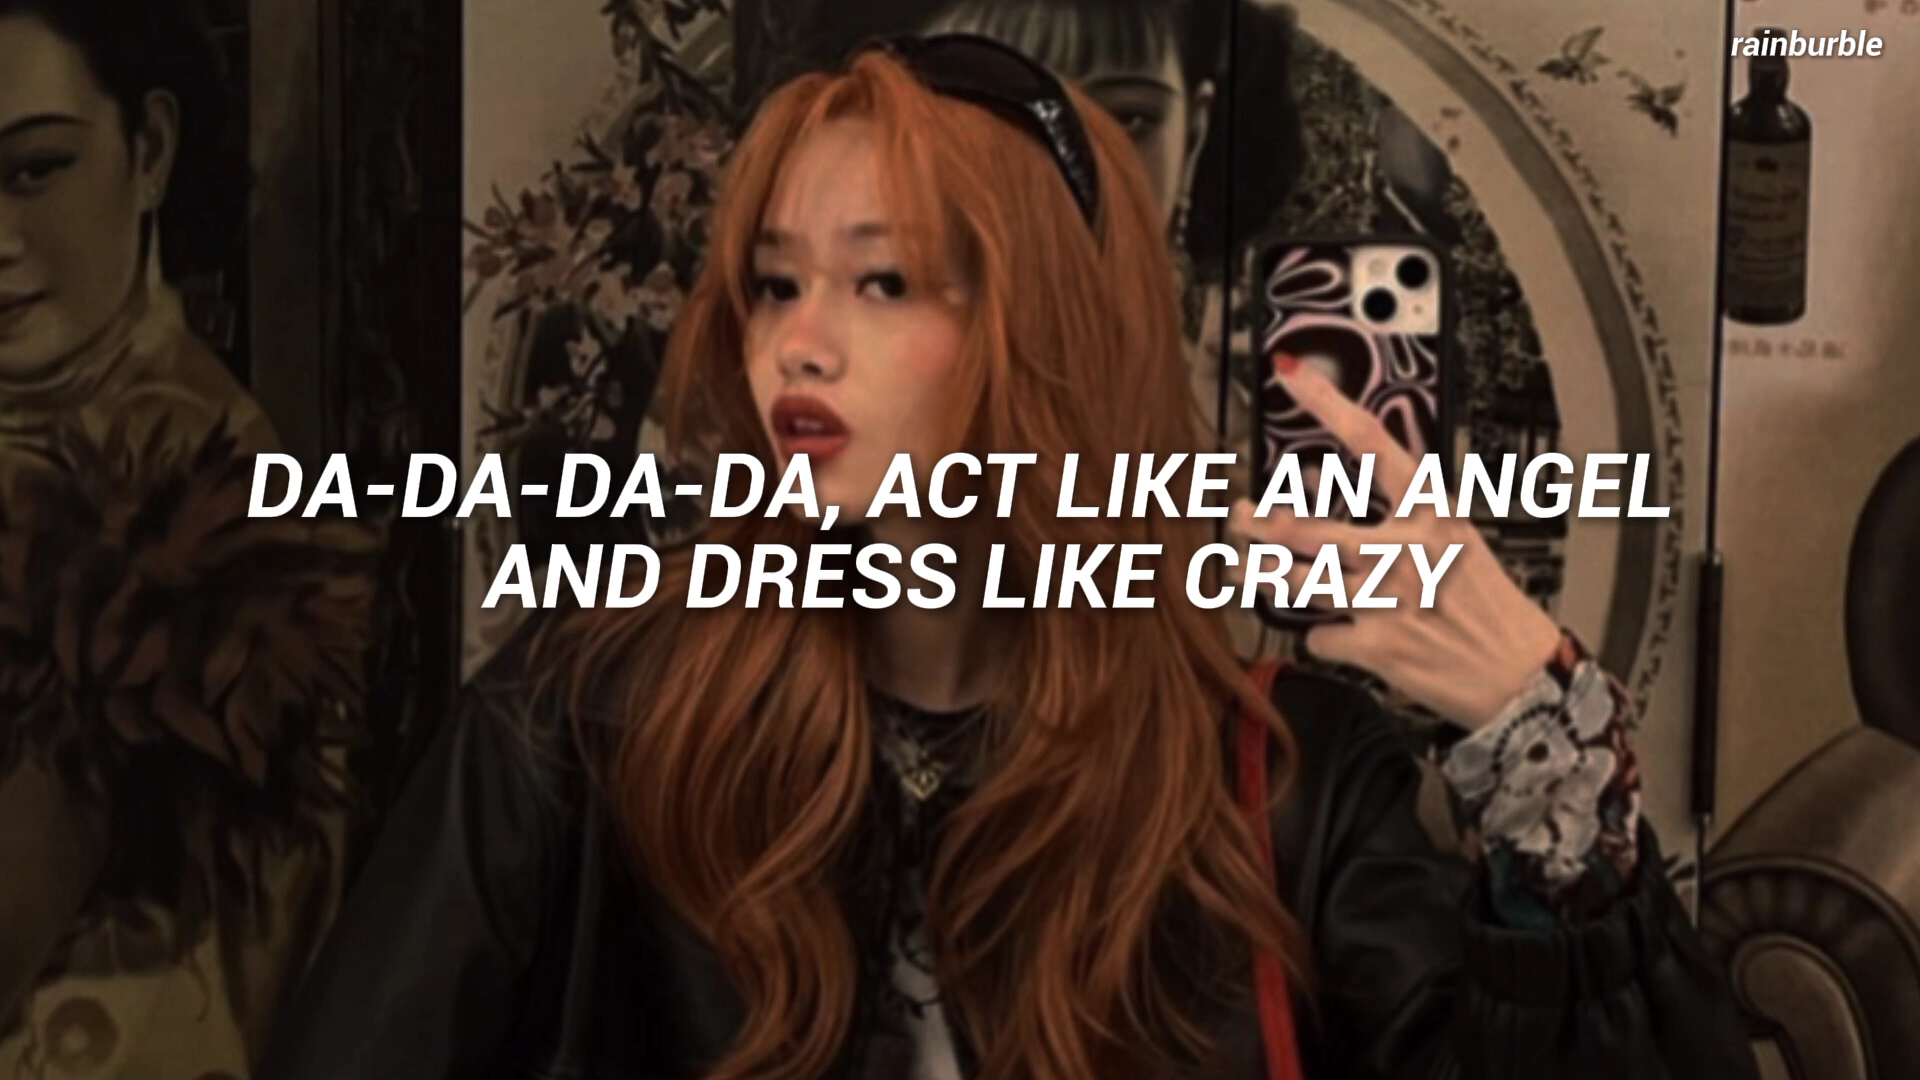 rainburble
DA-DA-DA-DA, ACT LIKE AN ANGEL
AND DRESS LIKE CRAZY